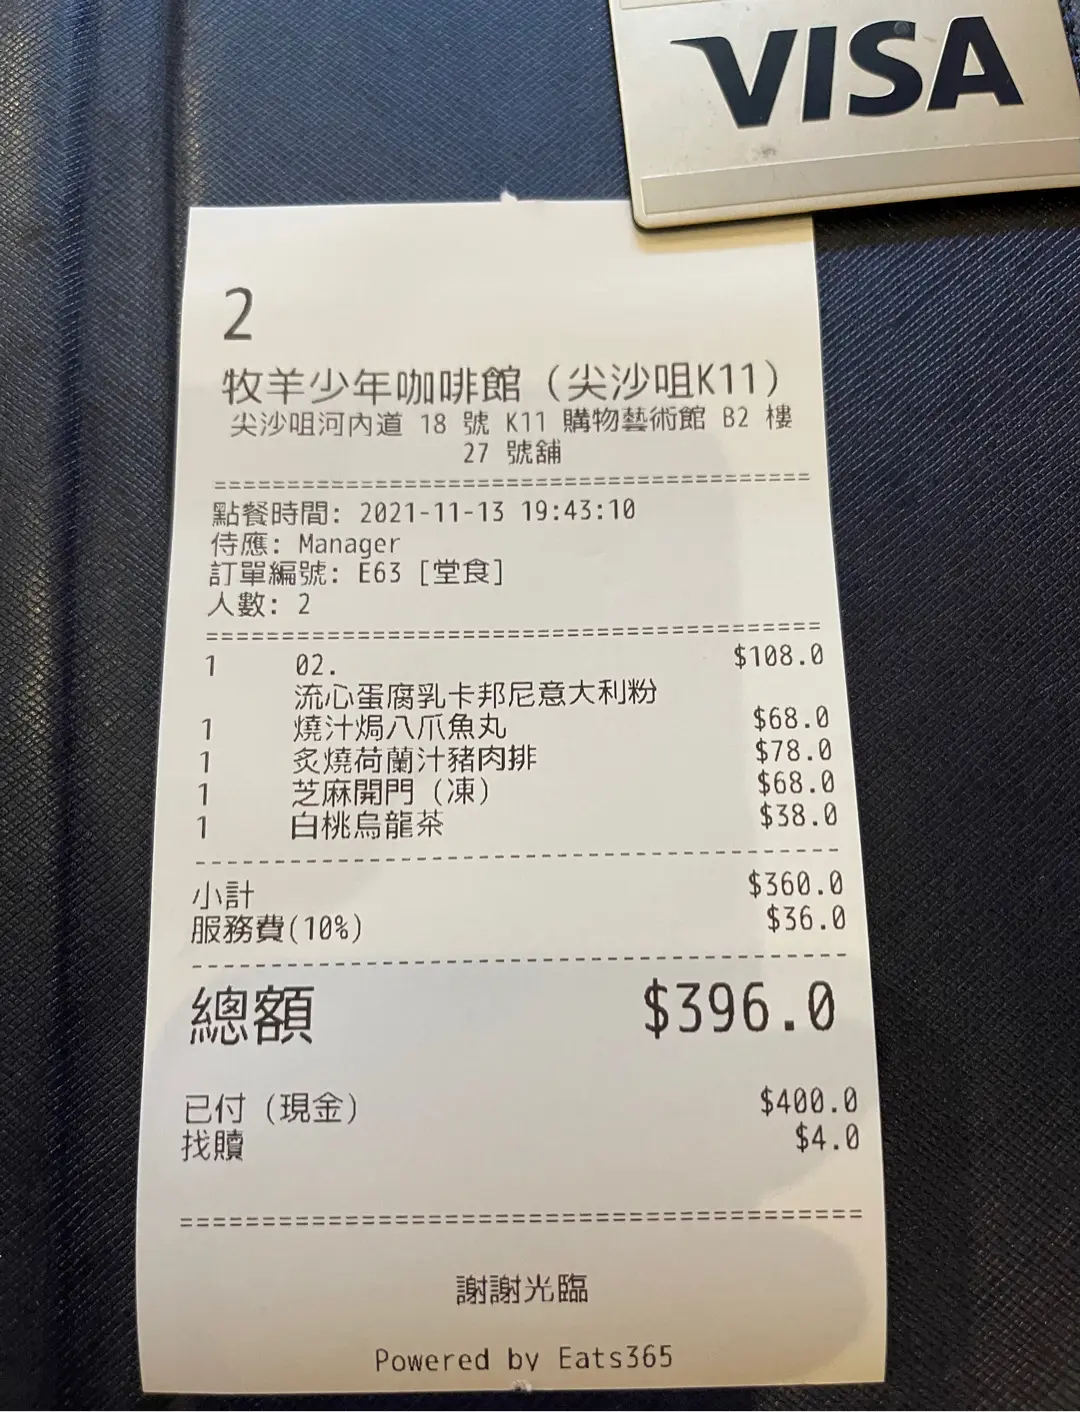 VISA
2
牧羊少年咖啡館（尖沙咀K11）
尖沙咀河內道 18 號 K11 購物藝術館 B2 樓
27 號舖
點餐時間: 2021-11-13 19:43:10
侍應: Manager
訂單編號: E63 [堂食]
人數: 2
1 02. $108.0
流心蛋腐乳卡邦尼意大利粉
1 燒汁焗八爪魚丸 $68.0
1 炙燒荷蘭汁豬肉排 $78.0
1 芝麻開門（凍） $68.0
1 白桃烏龍茶 $38.0
小計 $360.0
服務費(10%) $36.0
總額 $396.0
已付（現金） $400.0
找贖 $4.0
謝謝光臨
Powered by Eats365